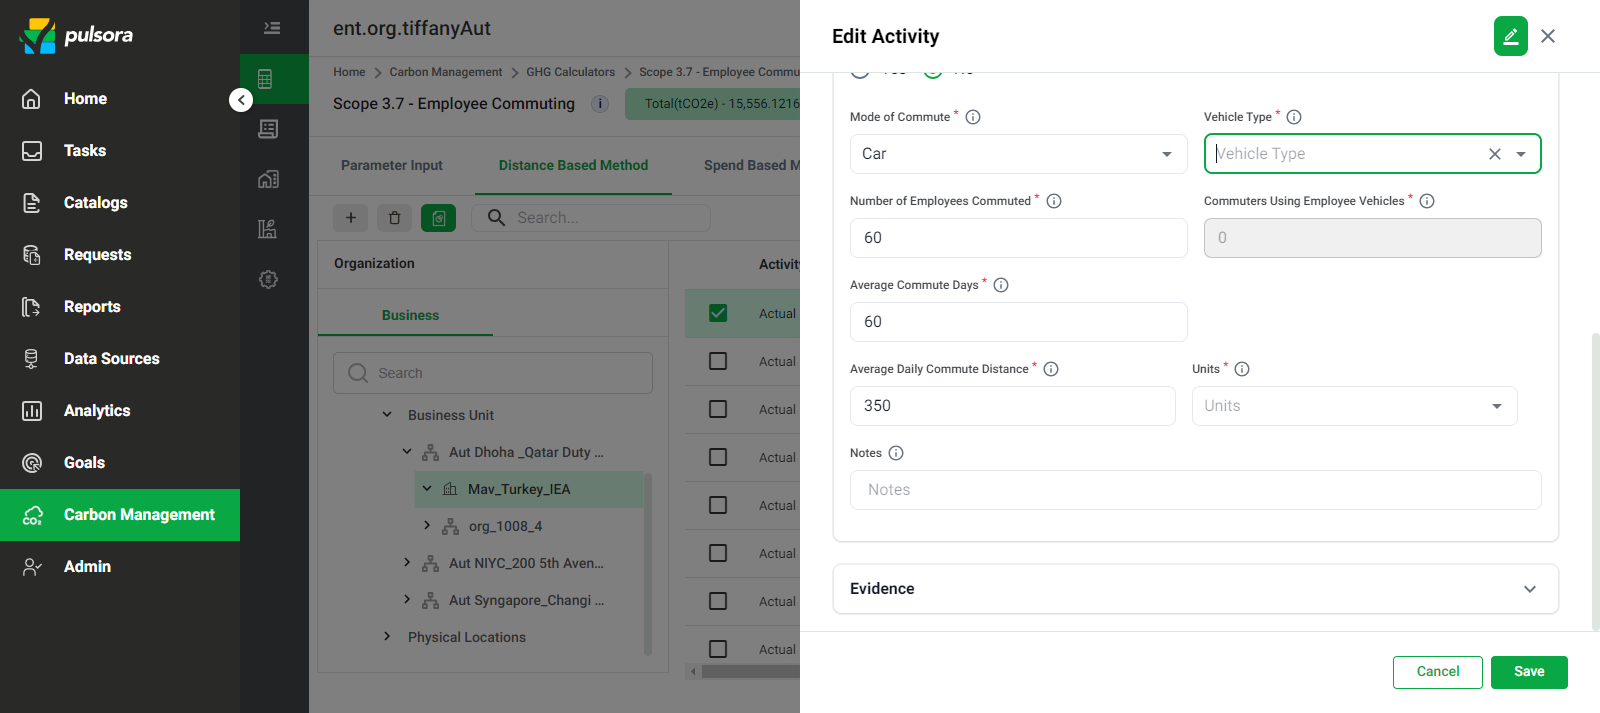 pulsora
Home
Tasks
Catalogs
Requests
Reports
Data Sources
Analytics
Goals
Carbon Management
Admin
ent.org.tiffanyAut
Home > Carbon Management > GHG Calculators > Scope 3.7 - Employee Commu
Scope 3.7 - Employee Commuting
Total(tCO2e) - 15,556.1216
Parameter Input
Distance Based Method
Spend Based M
Search...
Organization
Business
Search
Business Unit
Aut Dhoha _Qatar Duty ...
Mav_Turkey_IEA
org_1008_4
Aut NIYC_200 5th Aven...
Aut Syngapore_Changi ...
Physical Locations
Activity
Actual
Actual
Actual
Actual
Actual
Actual
Actual
Actual
Edit Activity
Mode of Commute *
Car
Vehicle Type *
Vehicle Type
Number of Employees Commuted *
60
Commuters Using Employee Vehicles *
0
Average Commute Days *
60
Average Daily Commute Distance *
350
Units *
Units
Notes
Notes
Evidence
Cancel
Save